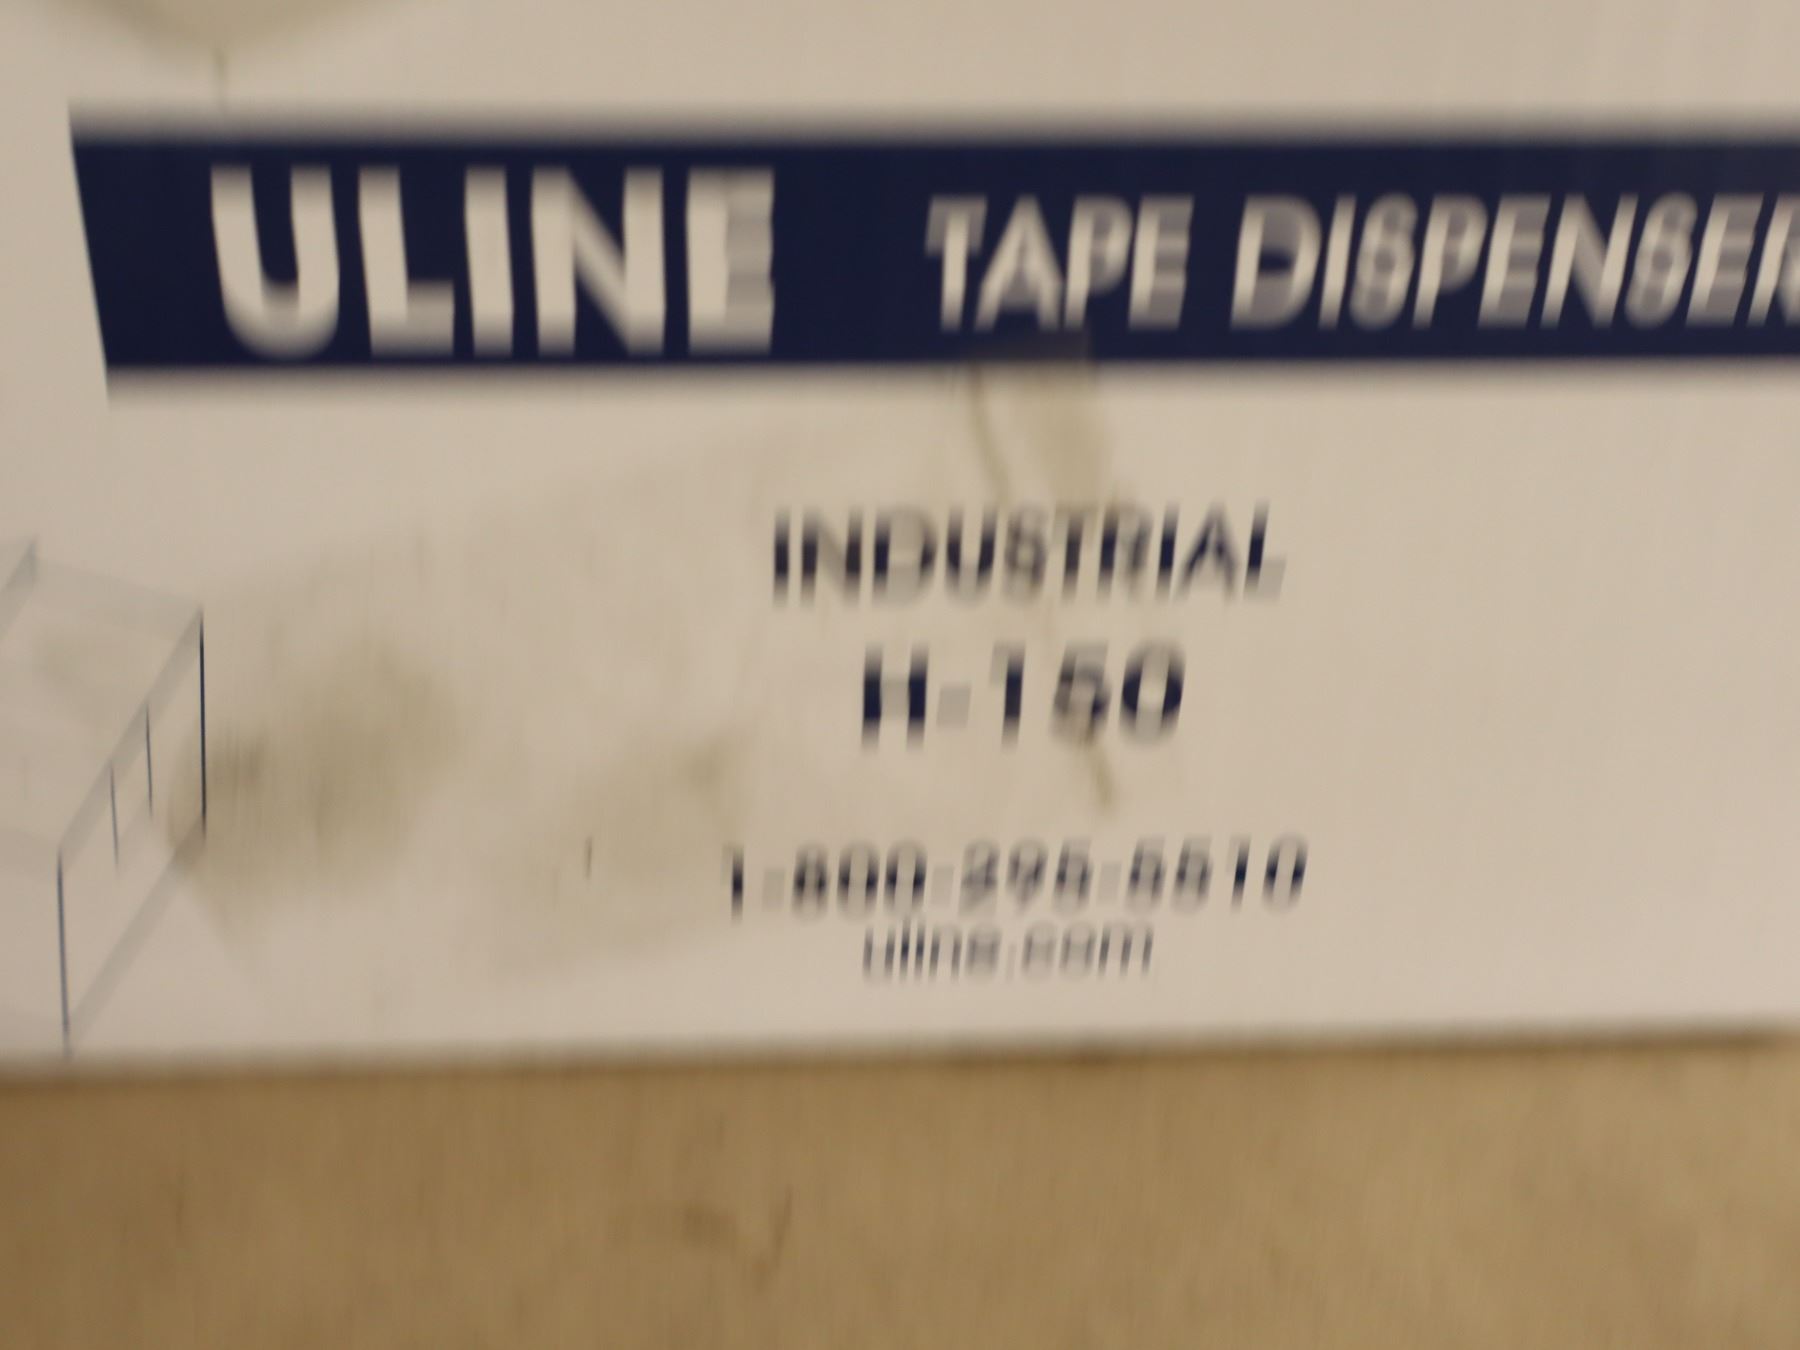 ULINE TAPE DISPENSER
INDUSTRIAL
H-150
1-800-295-5510
uline.com